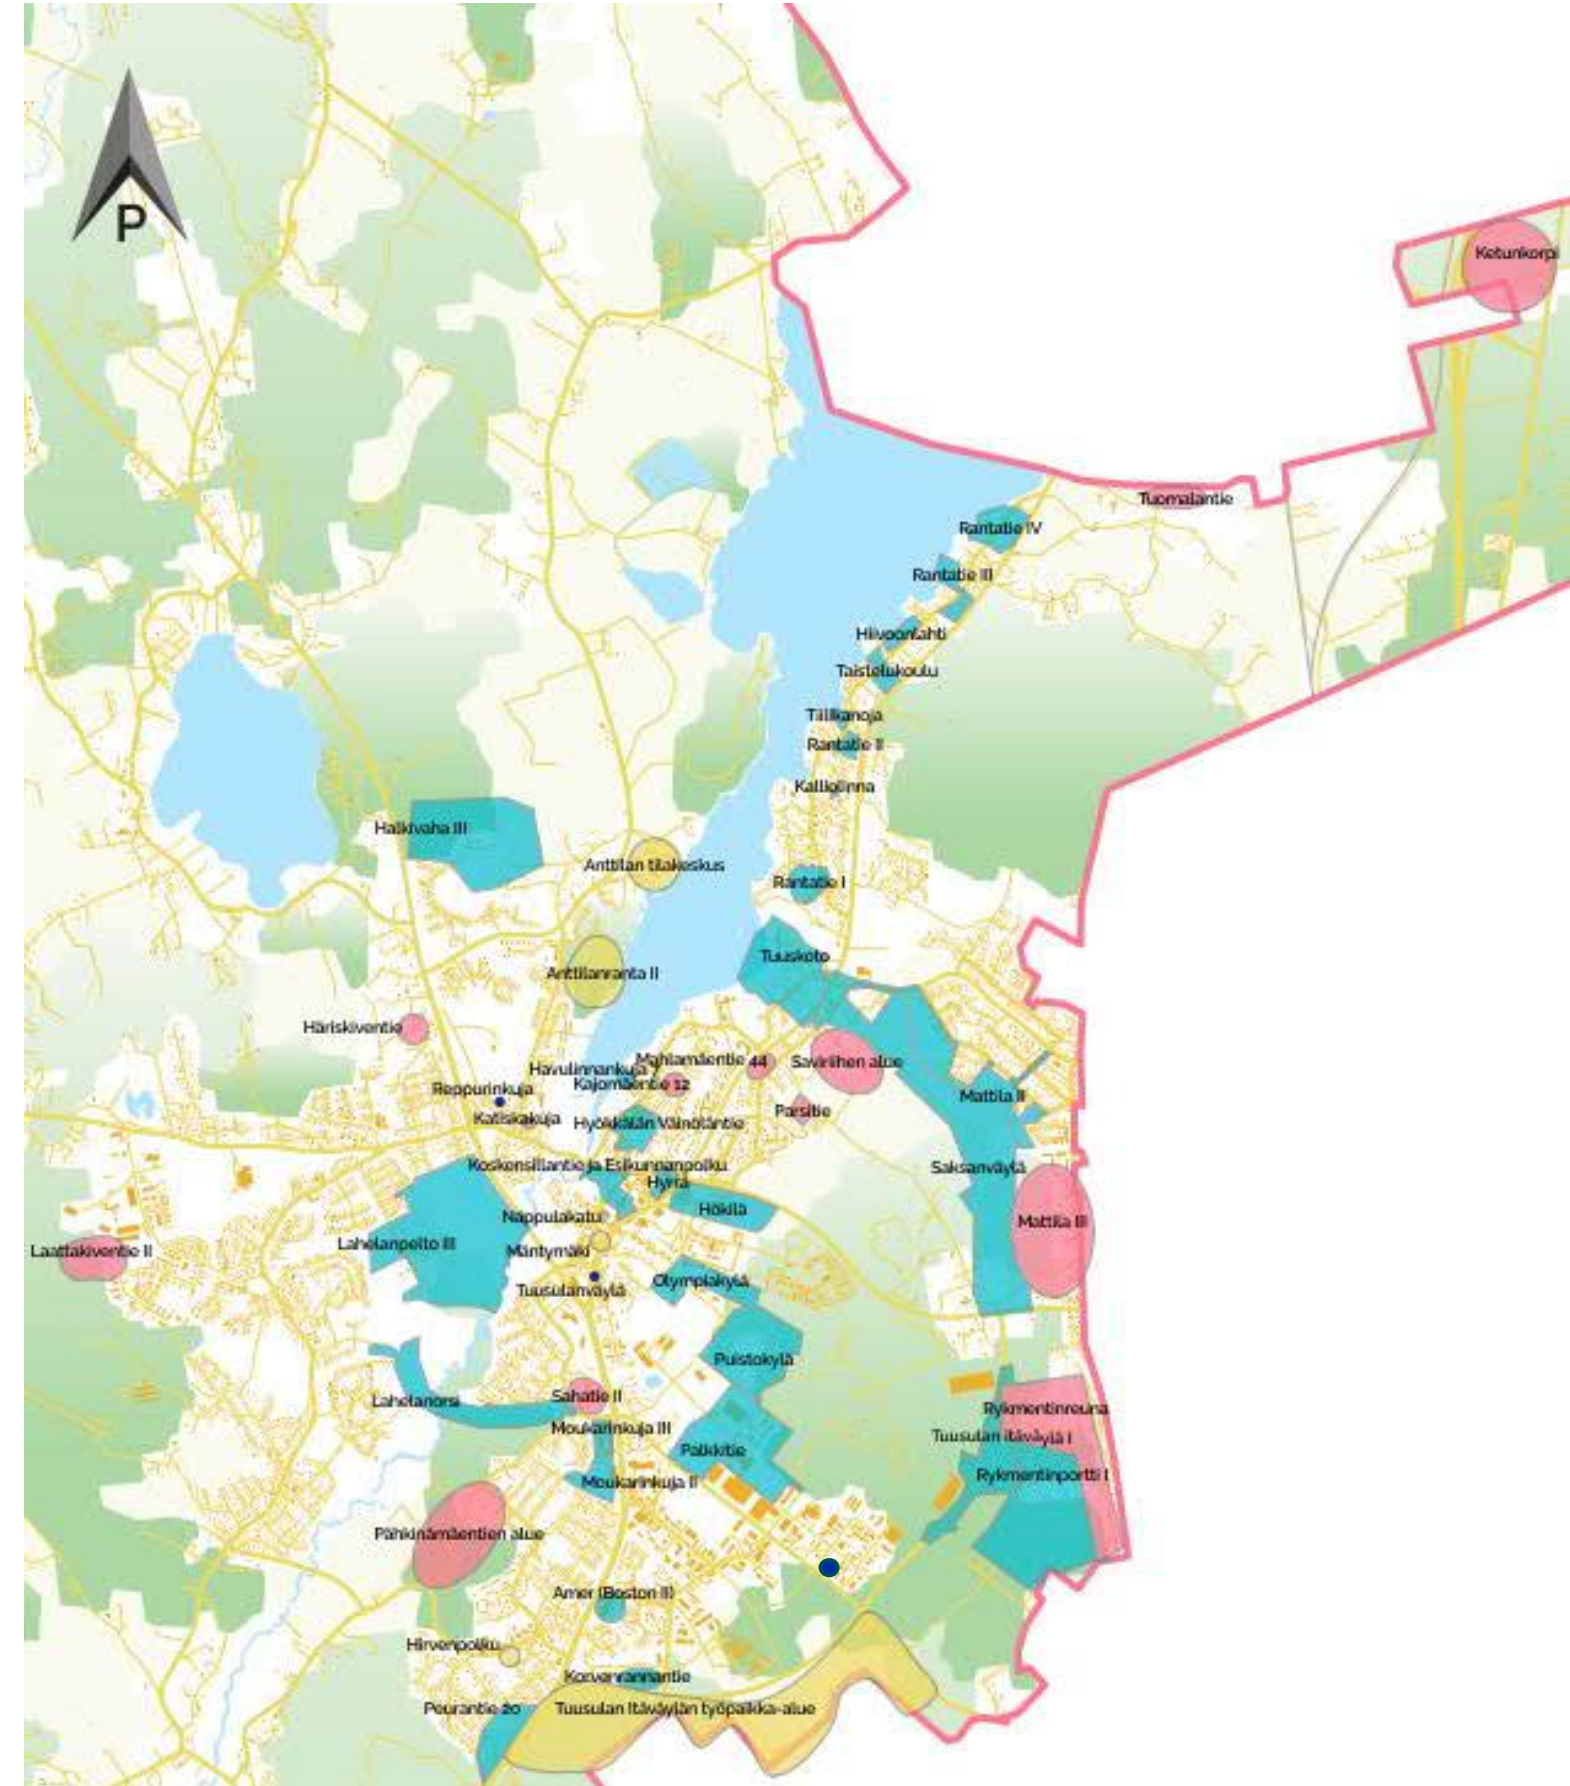 P
Ketunkorpi
Tuomalantie
Rantatie IV
Rantatie III
Hiivoonlahti
Taistelukoulu
Tiilikanoja
Rantatie II
Kalliolinna
Halkivaha III
Anttilan tilakeskus
Rantatie I
Tuuskoto
Anttilanranta II
Häriskiventie
Mahlamäentie 44
Saviriihen alue
Havulinnankuja 7
Kajomäentie 12
Reppurinkuja
Mattila II
Parsitie
Katiskakuja
Hyökkälän Väinöläntie
Koskensillantie ja Esikunnanpolku
Saksanväylä
Hyrrä
Hökilä
Nappulakatu
Mattila III
Lahelanpelto III
Laattakiventie II
Mäntymäki
Olympiakylä
Tuusulanväylä
Puistokylä
Sahatie II
Lahelanorsi
Rykmentinreuna
Moukarinkuja III
Tuusulan itäväylä I
Palkkitie
Rykmentinportti I
Moukarinkuja II
Pähkinämäentien alue
Amer (Boston II)
Hirvenpolku
Korvenrannantie
Peurantie 20
Tuusulan Itäväylän työpaikka-alue